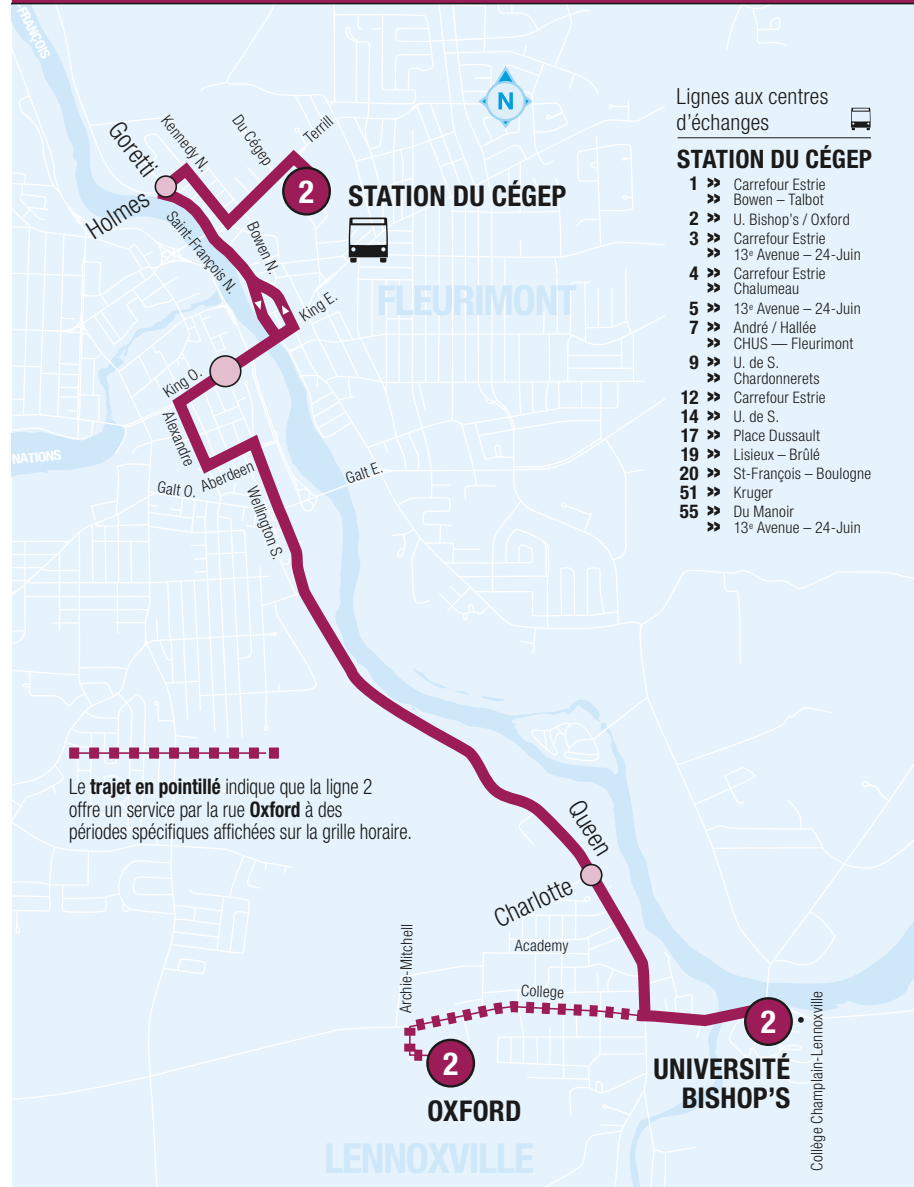 FRANÇOIS
N
Lignes aux centres
d'échanges
STATION DU CÉGEP
1 » Carrefour Estrie
» Bowen – Talbot
2 » U. Bishop's / Oxford
3 » Carrefour Estrie
» 13e Avenue – 24-Juin
4 » Carrefour Estrie
» Chalumeau
5 » 13e Avenue – 24-Juin
7 » André / Hallée
» CHUS — Fleurimont
9 » U. de S.
» Chardonnerets
12 » Carrefour Estrie
14 » U. de S.
17 » Place Dussault
19 » Lisieux – Brûlé
20 » St-François – Boulogne
51 » Kruger
55 » Du Manoir
» 13e Avenue – 24-Juin
Goretti
Kennedy N.
Du Cégep
Terrill
2
STATION DU CÉGEP
Holmes
Saint-François N.
Bowen N.
King E.
FLEURIMONT
King O.
Alexandre
NATIONS
Galt O.
Aberdeen
Wellington S.
Galt E.
Le trajet en pointillé indique que la ligne 2
offre un service par la rue Oxford à des
périodes spécifiques affichées sur la grille horaire.
Queen
Charlotte
Academy
Archie-Mitchell
College
2
OXFORD
2
UNIVERSITÉ
BISHOP'S
Collège Champlain-Lennoxville
LENNOXVILLE